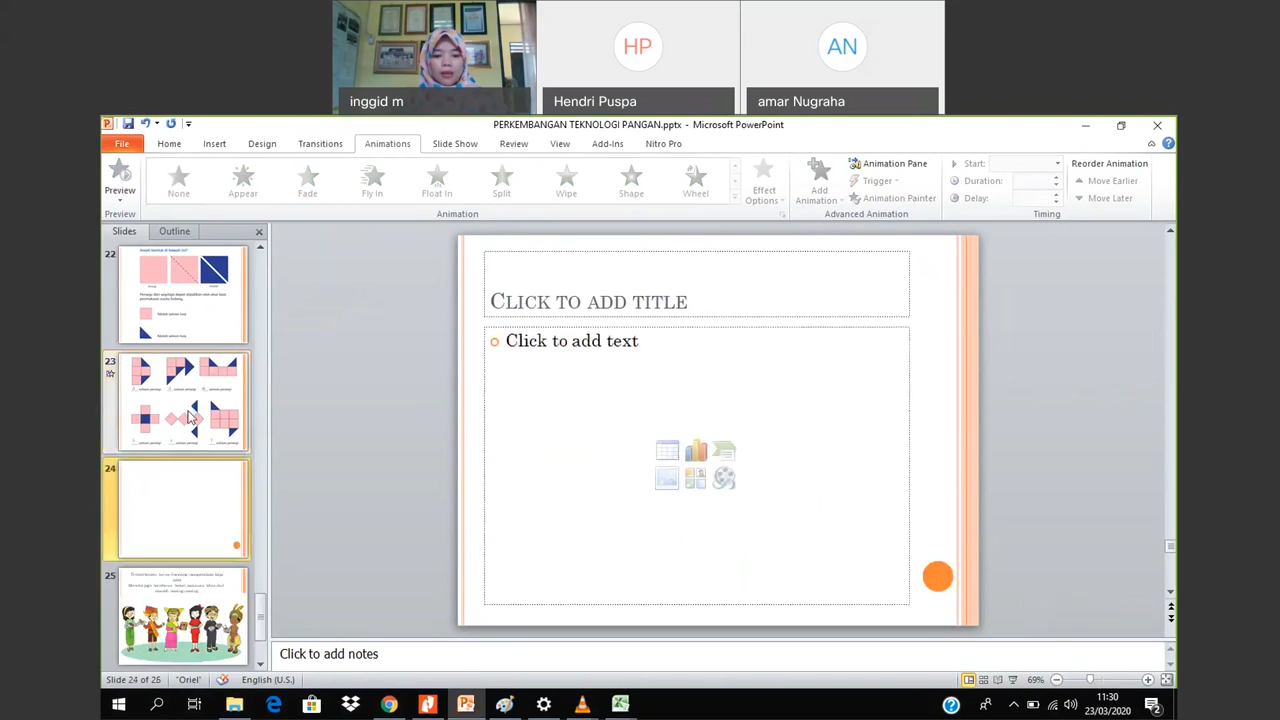 HP
AN
inggid m
Hendri Puspa
amar Nugraha
PERKEMBANGAN TEKNOLOGI PANGAN.pptx - Microsoft PowerPoint
File Home Insert Design Transitions Animations Slide Show Review View Add-Ins Nitro Pro
Preview
None Appear Fade Fly In Float In Split Wipe Shape Wheel
Effect Options
Add Animation
Animation Pane
Trigger
Animation Painter
Start:
Duration:
Delay:
Reorder Animation
Move Earlier
Move Later
Preview Animation Advanced Animation Timing
Slides Outline
22
23
24
25
CLICK TO ADD TITLE
Click to add text
Click to add notes
Slide 24 of 26 "Oriel" English (U.S.) 69%
11:30
23/03/2020
2